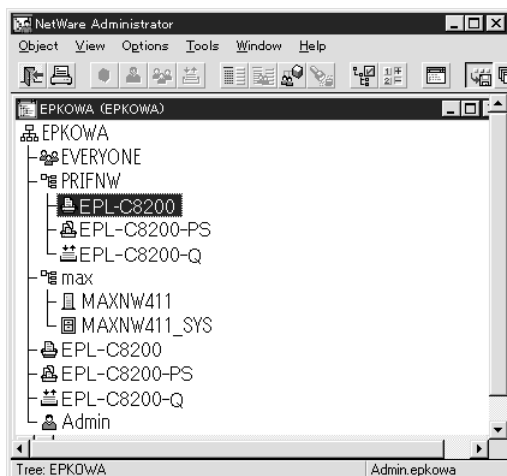 NetWare Administrator
Object View Options Tools Window Help
EPKOWA (EPKOWA)
EPKOWA
EVERYONE
PRIFNW
EPL-C8200
EPL-C8200-PS
EPL-C8200-Q
max
MAXNW411
MAXNW411_SYS
EPL-C8200
EPL-C8200-PS
EPL-C8200-Q
Admin
Tree: EPKOWA Admin.epkowa